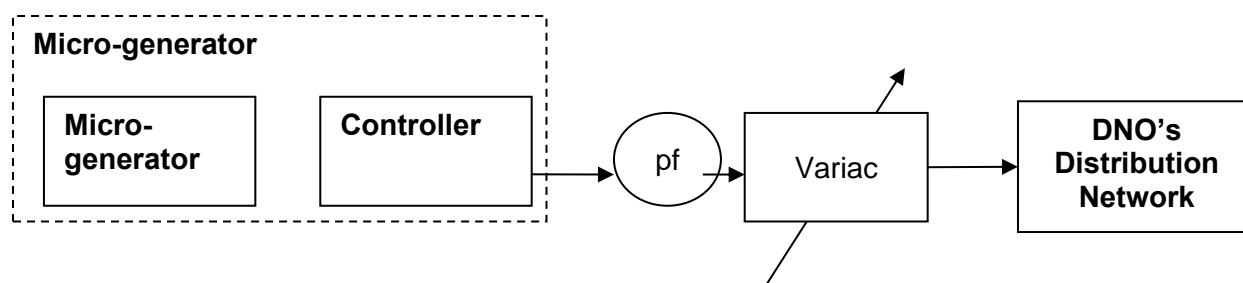 Micro-generator
Micro-
generator
Controller
pf
Variac
DNO’s
Distribution
Network